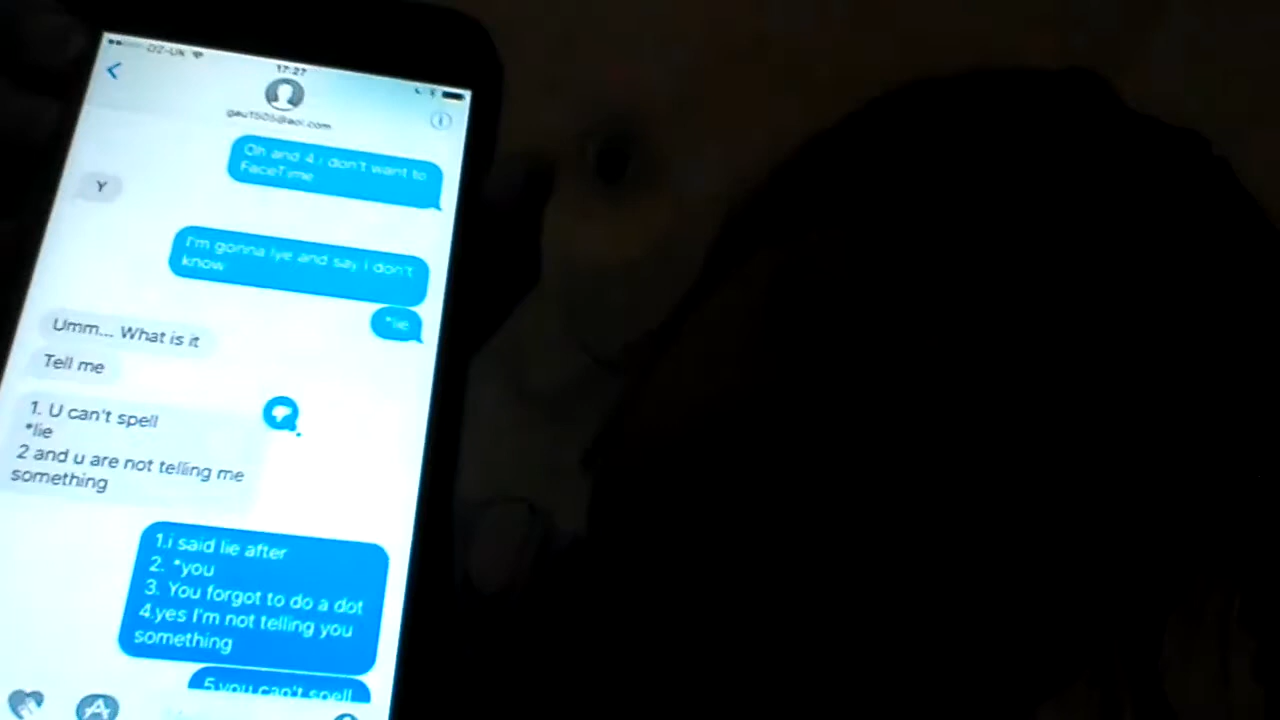 O2-UK
17:27
Oh and 4.i don't want to
FaceTime
Y
I'm gonna lye and say i don't
know
*lie
Umm... What is it
Tell me
1. U can't spell
*lie
2 and u are not telling me
something
1.i said lie after
2. *you
3. You forgot to do a dot
4.yes I'm not telling you
something
5.you can't spell